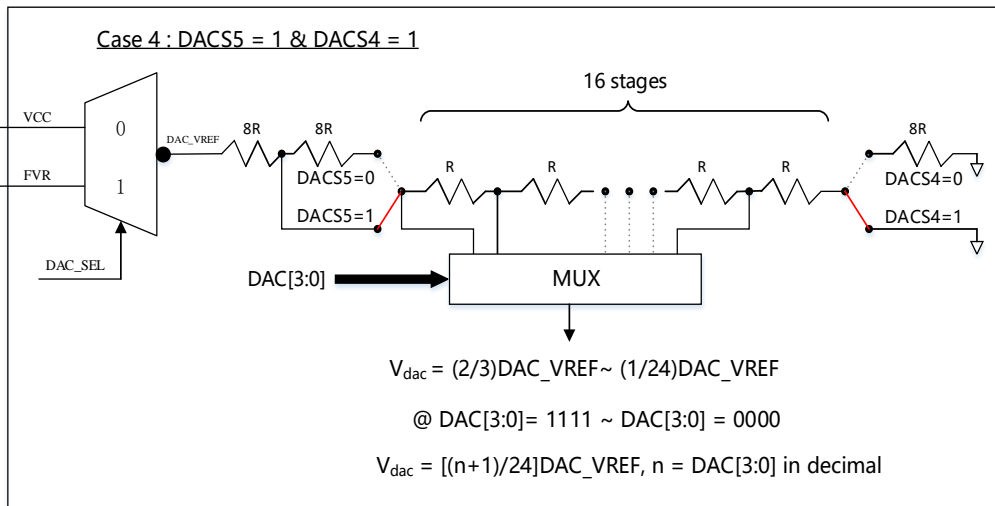 Case 4 : DACS5 = 1 & DACS4 = 1
16 stages
VCC
0
DAC_VREF
8R
8R
8R
FVR
1
R
R
R
R
DACS5=0
DACS4=0
DACS5=1
DACS4=1
DAC_SEL
DAC[3:0]
MUX
Vdac = (2/3)DAC_VREF~ (1/24)DAC_VREF
@ DAC[3:0]= 1111 ~ DAC[3:0] = 0000
Vdac = [(n+1)/24]DAC_VREF, n = DAC[3:0] in decimal